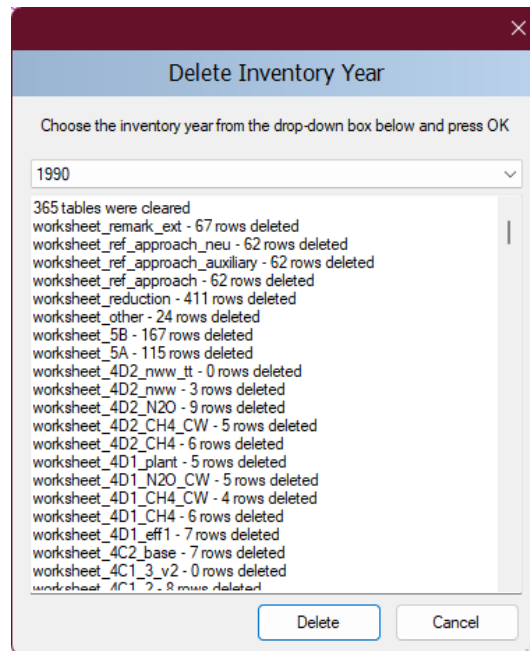 Delete Inventory Year
Choose the inventory year from the drop-down box below and press OK
1990
365 tables were cleared
worksheet_remark_ext - 67 rows deleted
worksheet_ref_approach_neu - 62 rows deleted
worksheet_ref_approach_auxiliary - 62 rows deleted
worksheet_ref_approach - 62 rows deleted
worksheet_reduction - 411 rows deleted
worksheet_other - 24 rows deleted
worksheet_5B - 167 rows deleted
worksheet_5A - 115 rows deleted
worksheet_4D2_nww_tt - 0 rows deleted
worksheet_4D2_nww - 3 rows deleted
worksheet_4D2_N2O - 9 rows deleted
worksheet_4D2_CH4_CW - 5 rows deleted
worksheet_4D2_CH4 - 6 rows deleted
worksheet_4D1_plant - 5 rows deleted
worksheet_4D1_N2O_CW - 5 rows deleted
worksheet_4D1_CH4_CW - 4 rows deleted
worksheet_4D1_CH4 - 6 rows deleted
worksheet_4D1_eff1 - 7 rows deleted
worksheet_4C2_base - 7 rows deleted
worksheet_4C1_3_v2 - 0 rows deleted
worksheet_4C1_2 - 8 rows deleted
Delete
Cancel